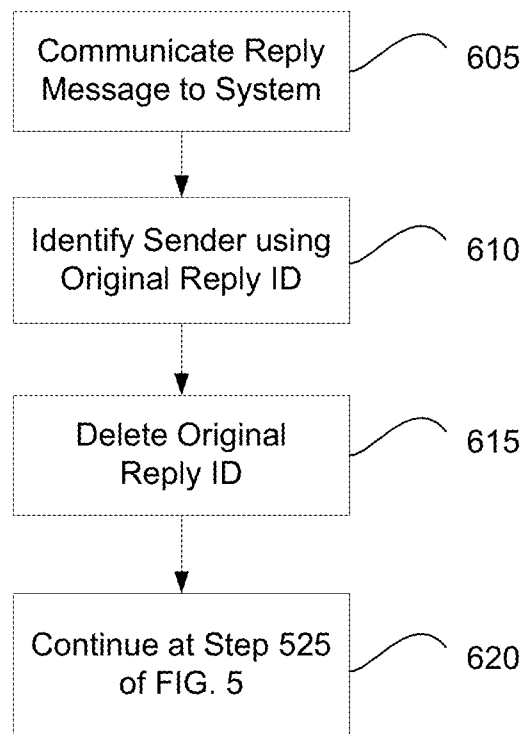 Communicate Reply
Message to System
605
Identify Sender using
Original Reply ID
610
Delete Original
Reply ID
615
Continue at Step 525
of FIG. 5
620